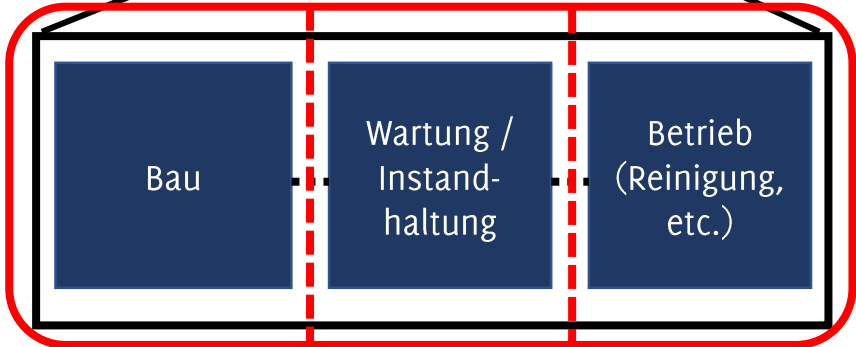 Bau
Wartung /
Instand-
haltung
Betrieb
(Reinigung,
etc.)